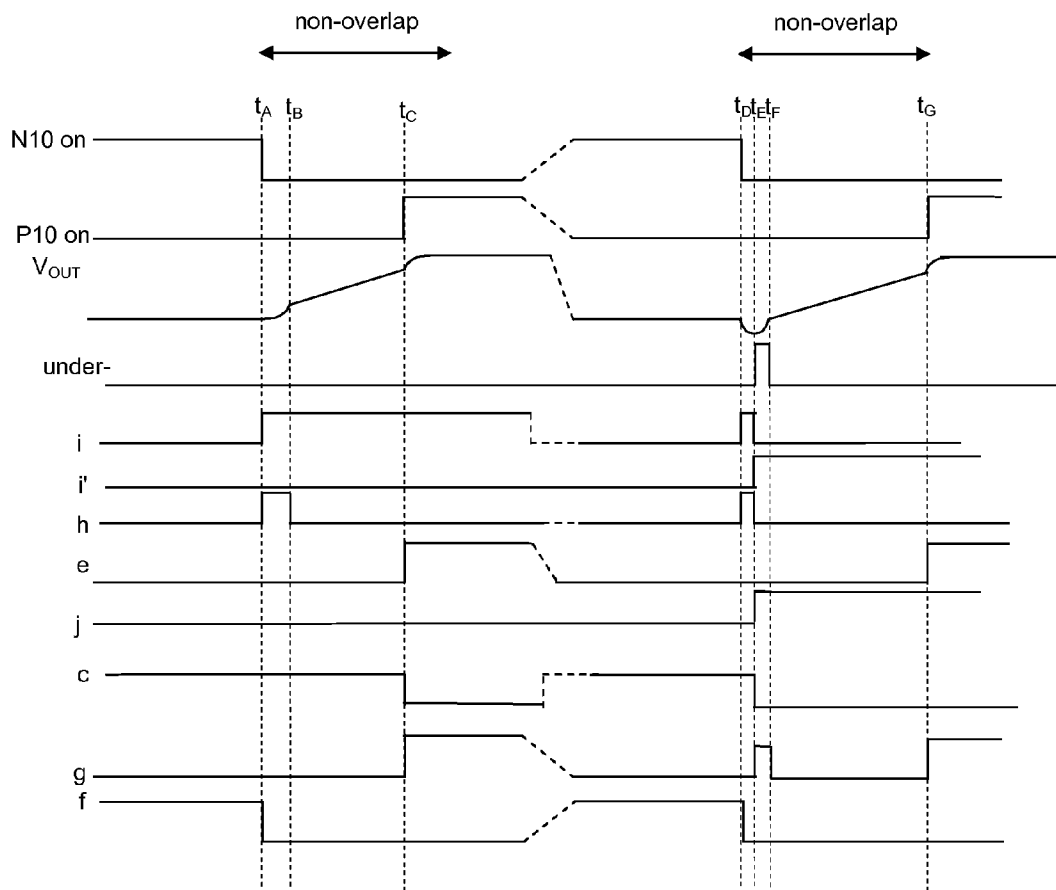 non-overlap non-overlap
tA tB tC tD tE tF tG
N10 on
P10 on
VOUT
under-
i
i'
h
e
j
c
g
f